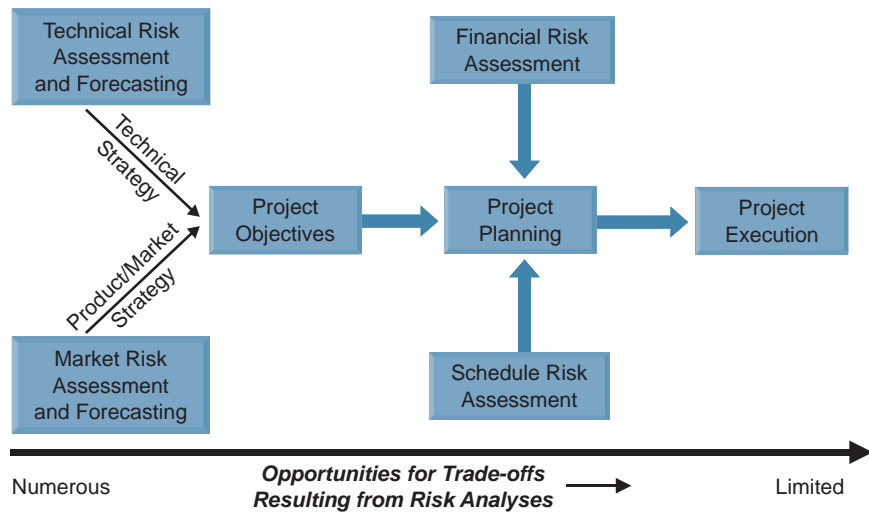 Technical Risk
Assessment
and Forecasting
Financial Risk
Assessment
Technical
Strategy
Project
Objectives
Project
Planning
Project
Execution
Product/Market
Strategy
Market Risk
Assessment
and Forecasting
Schedule Risk
Assessment
Numerous
Opportunities for Trade-offs
Resulting from Risk Analyses
Limited